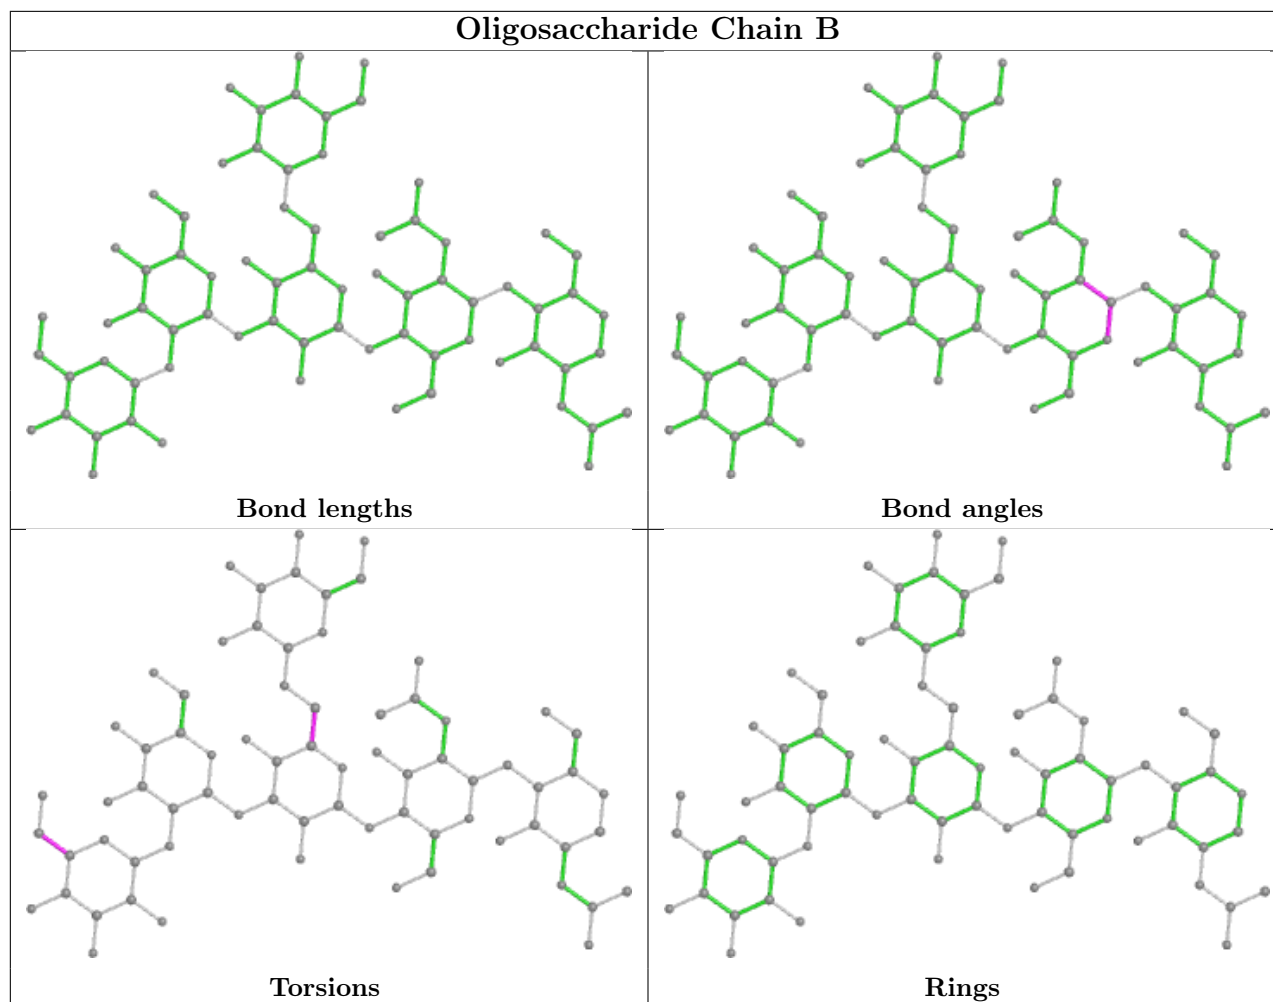 Oligosaccharide Chain B
Bond lengths
Bond angles
Torsions
Rings